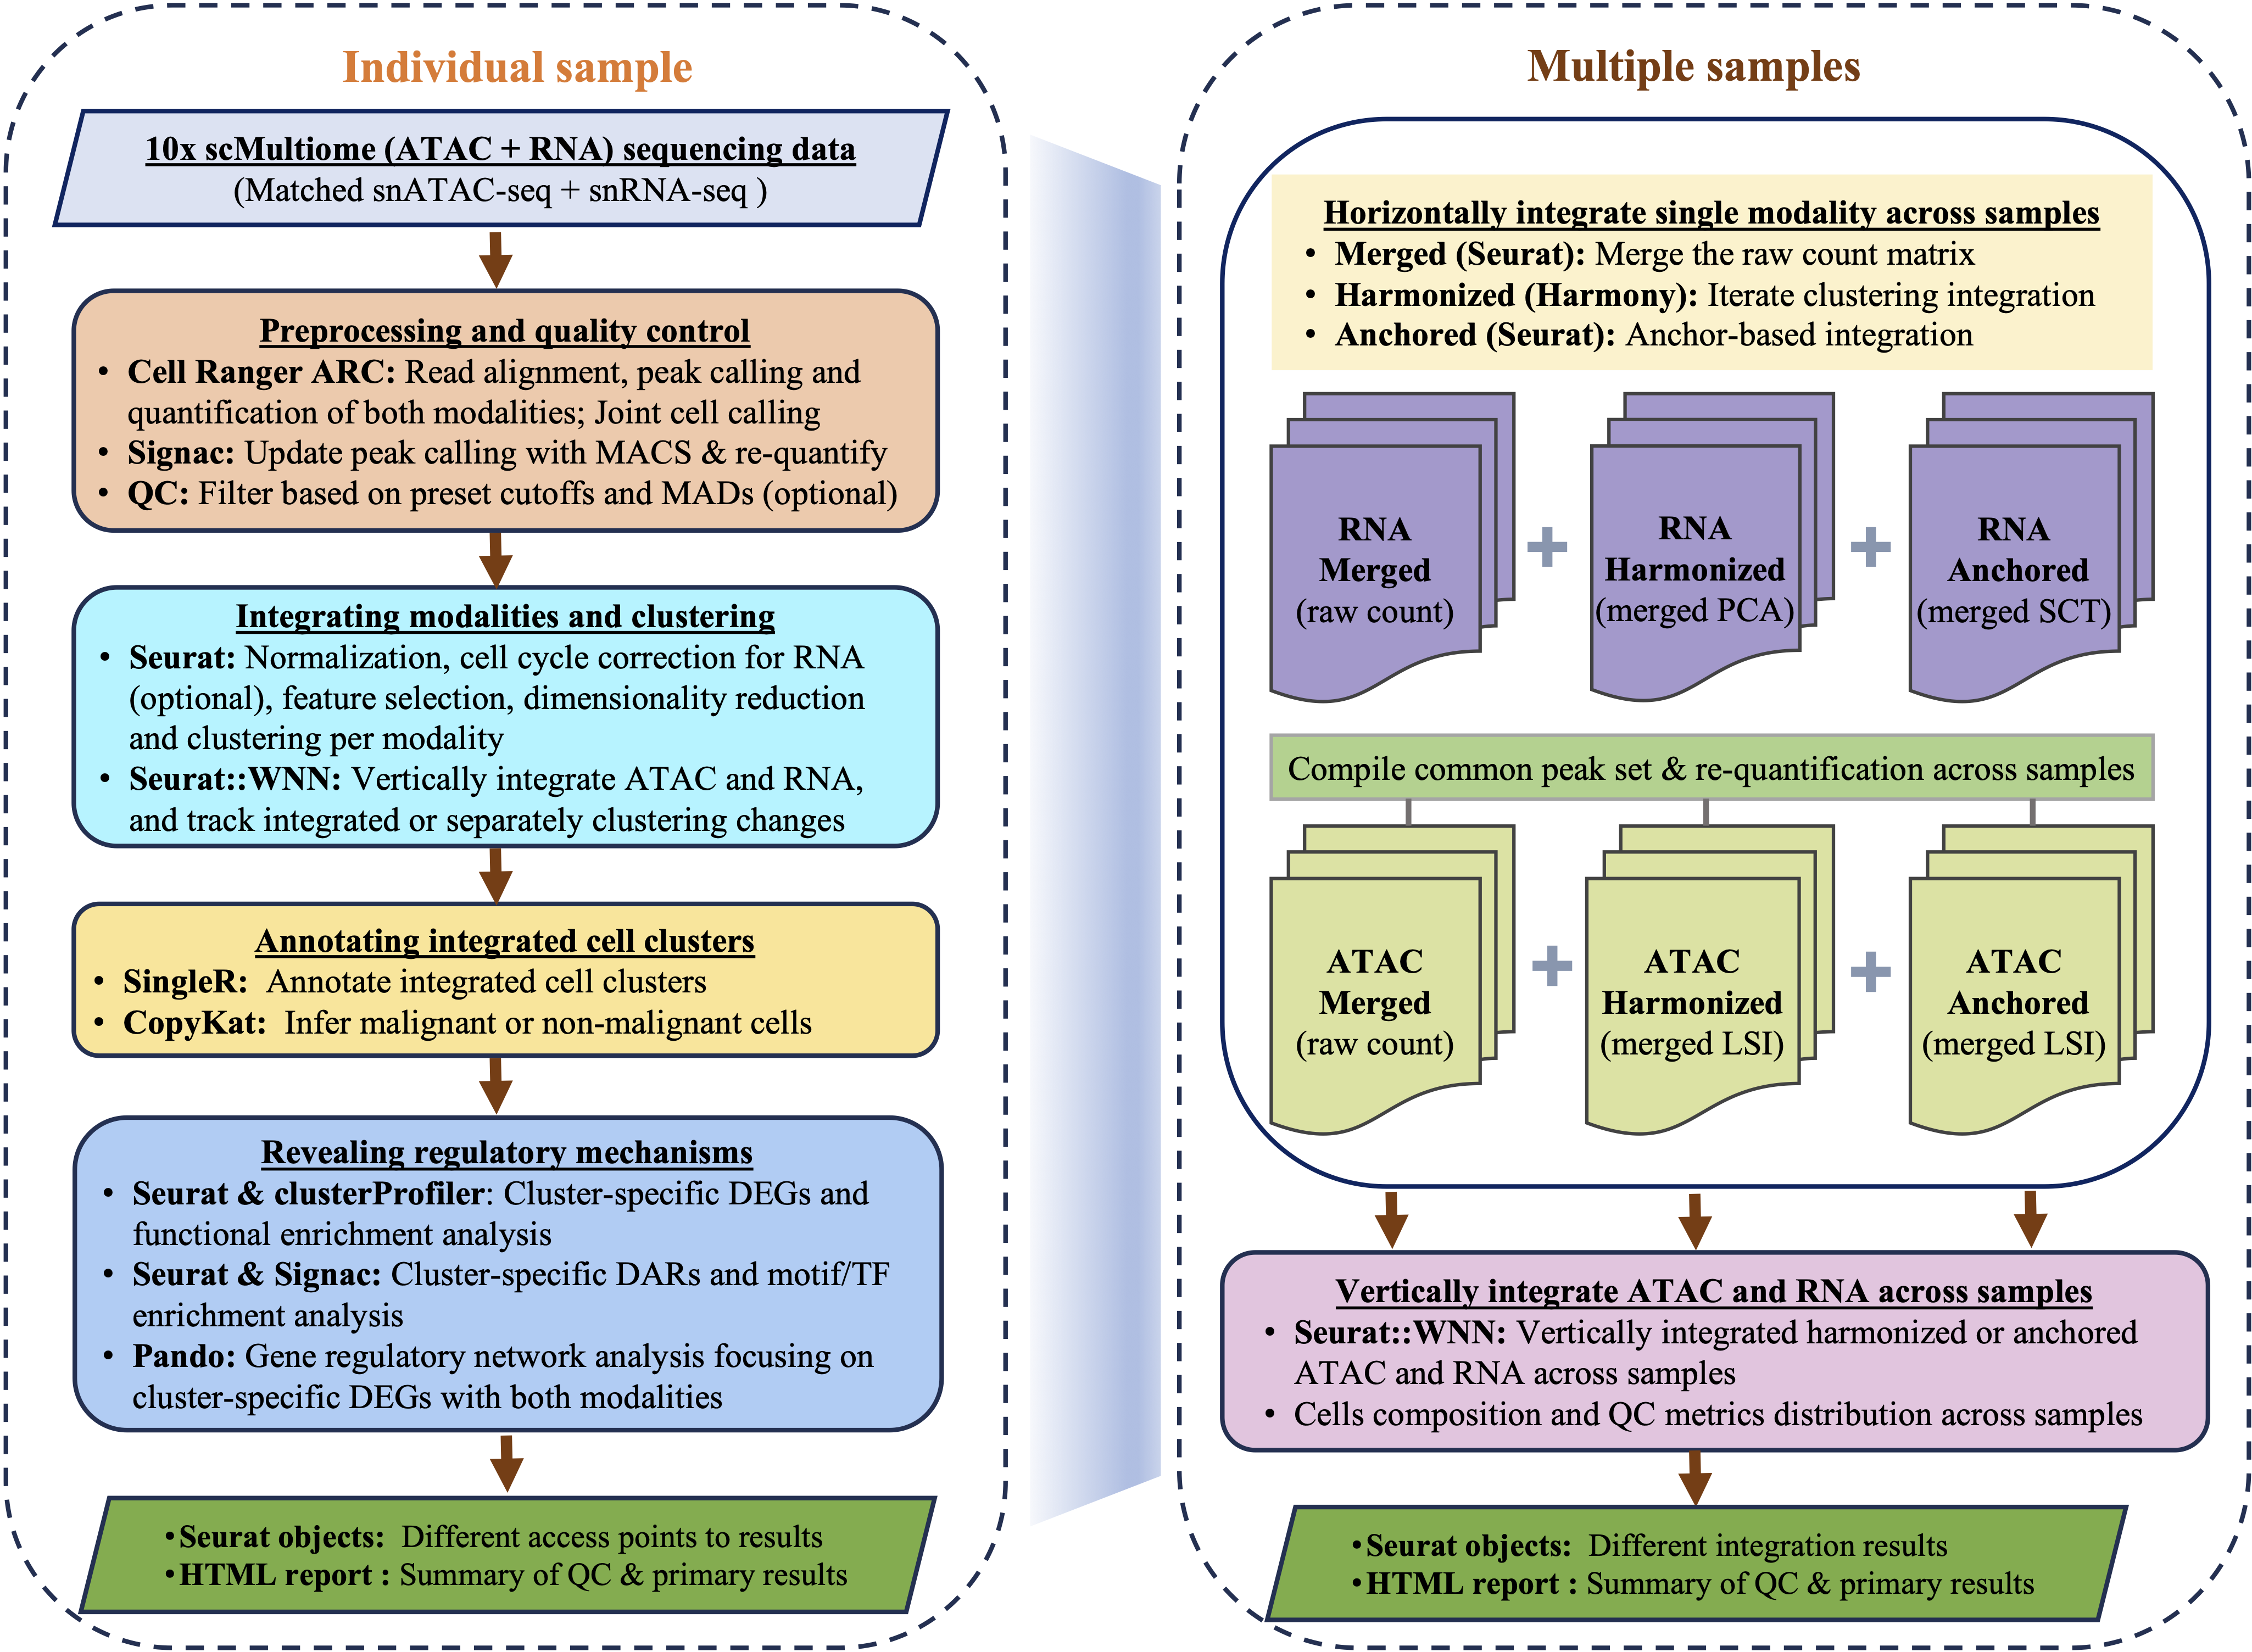 Individual sample
10x scMultiome (ATAC + RNA) sequencing data
(Matched snATAC-seq + snRNA-seq )
Preprocessing and quality control
• Cell Ranger ARC: Read alignment, peak calling and
quantification of both modalities; Joint cell calling
• Signac: Update peak calling with MACS & re-quantify
• QC: Filter based on preset cutoffs and MADs (optional)
Integrating modalities and clustering
• Seurat: Normalization, cell cycle correction for RNA
(optional), feature selection, dimensionality reduction
and clustering per modality
• Seurat::WNN: Vertically integrate ATAC and RNA,
and track integrated or separately clustering changes
Annotating integrated cell clusters
• SingleR: Annotate integrated cell clusters
• CopyKat: Infer malignant or non-malignant cells
Revealing regulatory mechanisms
• Seurat & clusterProfiler: Cluster-specific DEGs and
functional enrichment analysis
• Seurat & Signac: Cluster-specific DARs and motif/TF
enrichment analysis
• Pando: Gene regulatory network analysis focusing on
cluster-specific DEGs with both modalities
• Seurat objects: Different access points to results
• HTML report : Summary of QC & primary results
Multiple samples
Horizontally integrate single modality across samples
• Merged (Seurat): Merge the raw count matrix
• Harmonized (Harmony): Iterate clustering integration
• Anchored (Seurat): Anchor-based integration
RNA
Merged
(raw count)
+
RNA
Harmonized
(merged PCA)
+
RNA
Anchored
(merged SCT)
Compile common peak set & re-quantification across samples
ATAC
Merged
(raw count)
+
ATAC
Harmonized
(merged LSI)
+
ATAC
Anchored
(merged LSI)
Vertically integrate ATAC and RNA across samples
• Seurat::WNN: Vertically integrated harmonized or anchored
ATAC and RNA across samples
• Cells composition and QC metrics distribution across samples
• Seurat objects: Different integration results
• HTML report : Summary of QC & primary results